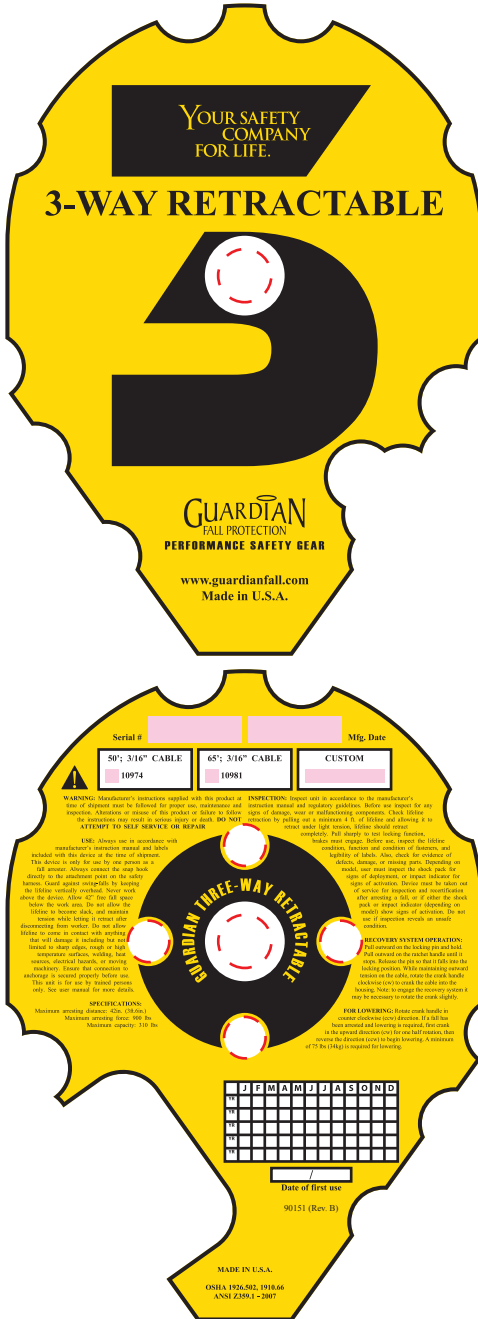 YOUR SAFETY
COMPANY
FOR LIFE.
3-WAY RETRACTABLE
GUARDIAN
FALL PROTECTION
PERFORMANCE SAFETY GEAR
www.guardianfall.com
Made in U.S.A.
Serial #
Mfg. Date
50'; 3/16" CABLE
10974
65'; 3/16" CABLE
10981
CUSTOM
WARNING: Manufacturer's instructions supplied with this product at
time of shipment must be followed for proper use, maintenance and
inspection. Alterations or misuse of this product or failure to follow
the instructions may result in serious injury or death. DO NOT
ATTEMPT TO SELF SERVICE OR REPAIR
USE: Always use in accordance with
manufacturer's instruction manual and labels
included with this device at the time of shipment.
This device is only for use by one person as a
fall arrester. Always connect the snap hook
directly to the attachment point on the safety
harness. Guard against swing-falls by keeping
the lifeline vertically overhead. Never work
above the device. Allow 42" free fall space
below the work area. Do not allow the
lifeline to become slack, and maintain
tension while letting it retract after
disconnecting from worker. Do not allow
lifeline to come in contact with anything
that will damage it including but not
limited to sharp edges, rough or high
temperature surfaces, welding, heat
sources, electrical hazards, or moving
machinery. Ensure that connection to
anchorage is secured properly before use.
This unit is for use by trained persons
only. See user manual for more details.
SPECIFICATIONS:
Maximum arresting distance: 42in. (58.6m.)
Maximum arresting force: 900 lbs
Maximum capacity: 310 lbs
INSPECTION: Inspect unit in accordance to the manufacturer's
instruction manual and regulatory guidelines. Before use inspect for any
signs of damage, wear or malfunctioning components. Check lifeline
retraction by pulling out a minimum 4 ft. of lifeline and allowing it to
retract under light tension, lifeline should retract
completely. Pull sharply to test locking function,
brakes must engage. Before use, inspect the lifeline
condition, function and condition of fasteners, and
legibility of labels. Also, check for evidence of
defects, damage, or missing parts. Depending on
model, user must inspect the shock pack for
signs of deployment, or impact indicator for
signs of activation. Device must be taken out
of service for inspection and recertification
after arresting a fall, or if either the shock
pack or impact indicator (depending on
model) show signs of activation. Do not
use if inspection reveals an unsafe
condition.
GUARDIAN THREE-WAY RETRACTABLE
RECOVERY SYSTEM OPERATION:
Pull outward on the locking pin and hold.
Pull outward on the ratchet handle until it
stops. Release the pin so that it falls into the
locking position. While maintaining outward
tension on the cable, rotate the crank handle
clockwise (cw) to crank the cable into the
housing. Note: to engage the recovery system it
may be necessary to rotate the crank slightly.
FOR LOWERING: Rotate crank handle in
counter clockwise (ccw) direction. If a fall has
been arrested and lowering is required, first crank
in the upward direction (cw) for one half rotation, then
reverse the direction (ccw) to begin lowering. A minimum
of 75 lbs (34kg) is required for lowering.
J F M A M J J A S O N D
YR
YR
YR
YR
YR
/
Date of first use
90151 (Rev. B)
MADE IN U.S.A.
OSHA 1926.502, 1910.66
ANSI Z359.1 - 2007